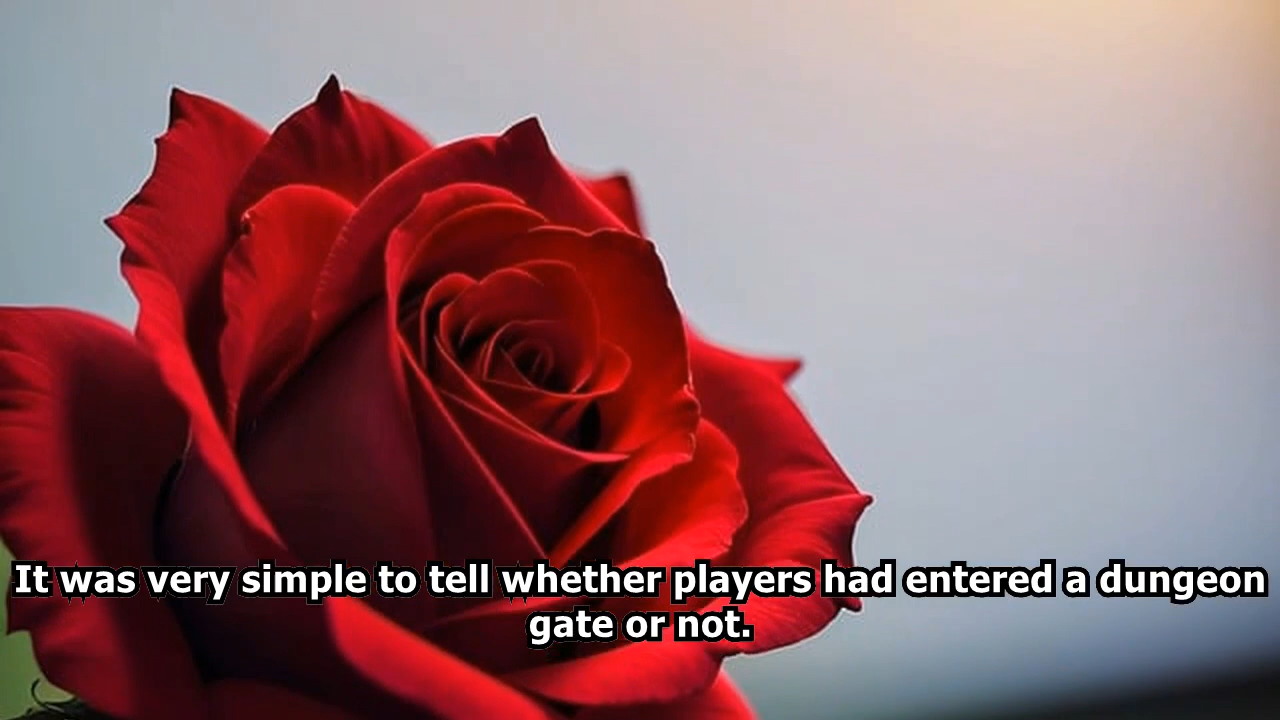 It was very simple to tell whether players had entered a dungeon
gate or not.